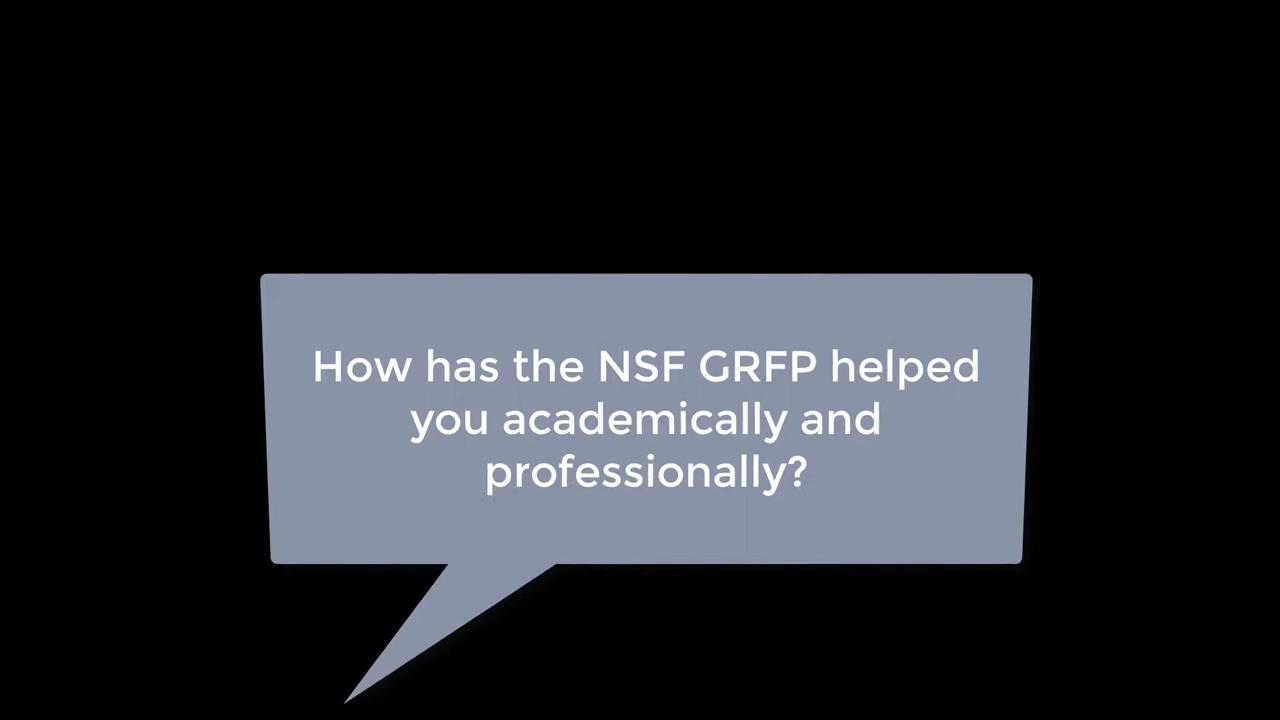 How has the NSF GRFP helped
you academically and
professionally?